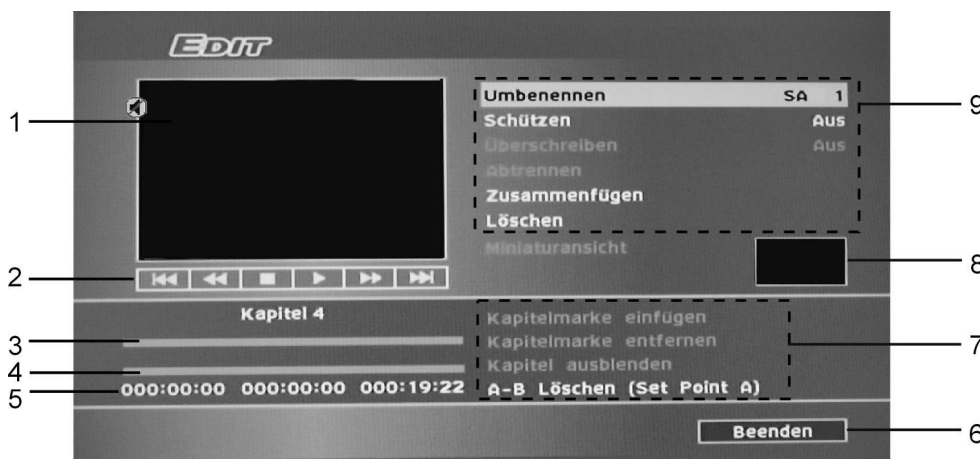 EDIT
1
Umbenennen SA 1
9
Schützen Aus
Überschreiben Aus
Abtrennen
Zusammenfügen
Löschen
Miniaturansicht
8
2
Kapitel 4
3
4
5
000:00:00 000:00:00 000:19:22
Kapitelmarke einfügen
7
Kapitelmarke entfernen
Kapitel ausblenden
A-B Löschen (Set Point A)
Beenden
6